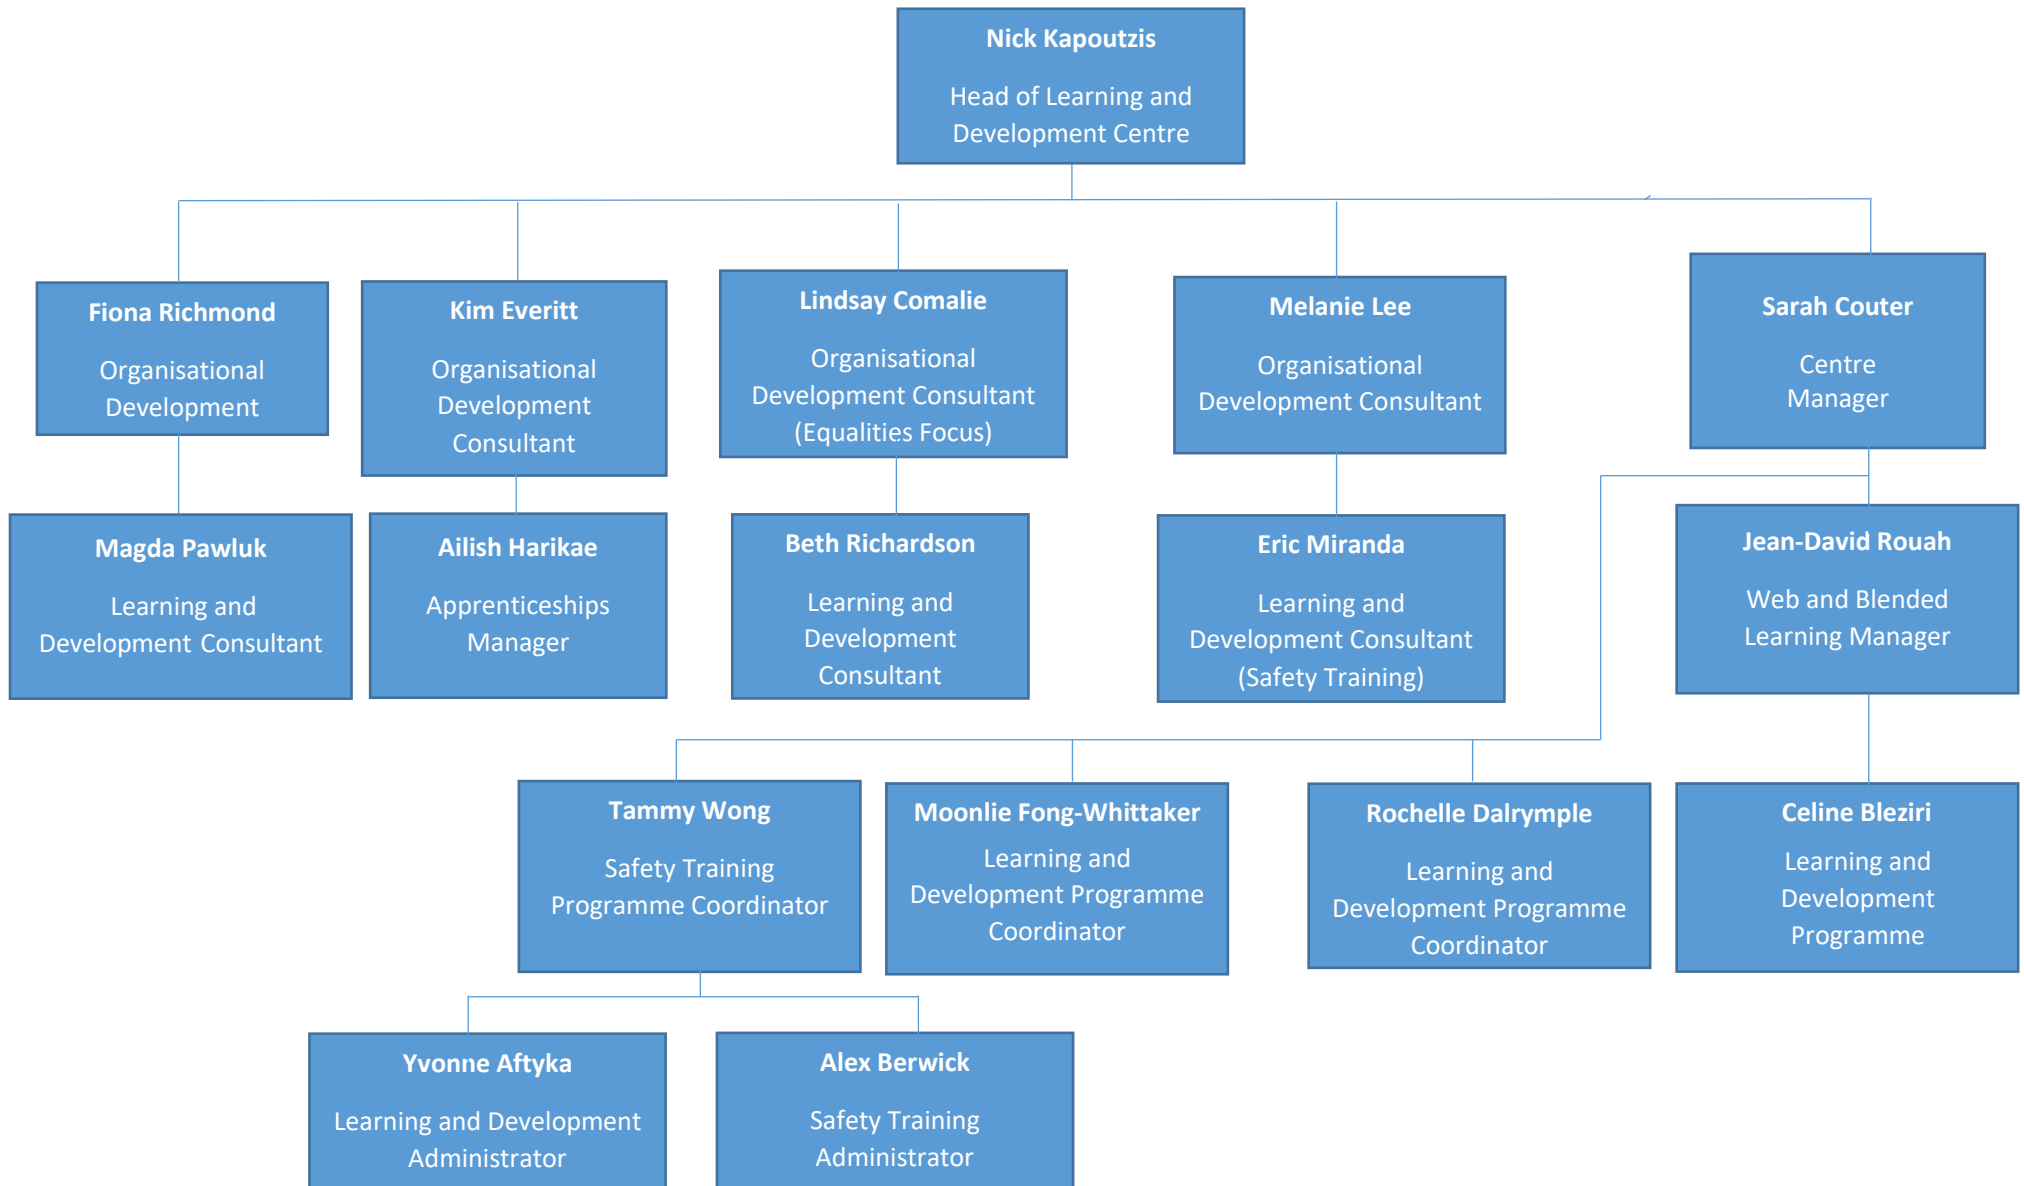 Nick Kapoutzis
Head of Learning and
Development Centre
Fiona Richmond
Organisational
Development
Kim Everitt
Organisational
Development
Consultant
Lindsay Comalie
Organisational
Development Consultant
(Equalities Focus)
Melanie Lee
Organisational
Development Consultant
Sarah Couter
Centre
Manager
Magda Pawluk
Learning and
Development Consultant
Ailish Harikae
Apprenticeships
Manager
Beth Richardson
Learning and
Development
Consultant
Eric Miranda
Learning and
Development Consultant
(Safety Training)
Jean-David Rouah
Web and Blended
Learning Manager
Tammy Wong
Safety Training
Programme Coordinator
Moonlie Fong-Whittaker
Learning and
Development Programme
Coordinator
Rochelle Dalrymple
Learning and
Development Programme
Coordinator
Celine Bleziri
Learning and
Development
Programme
Yvonne Aftyka
Learning and Development
Administrator
Alex Berwick
Safety Training
Administrator